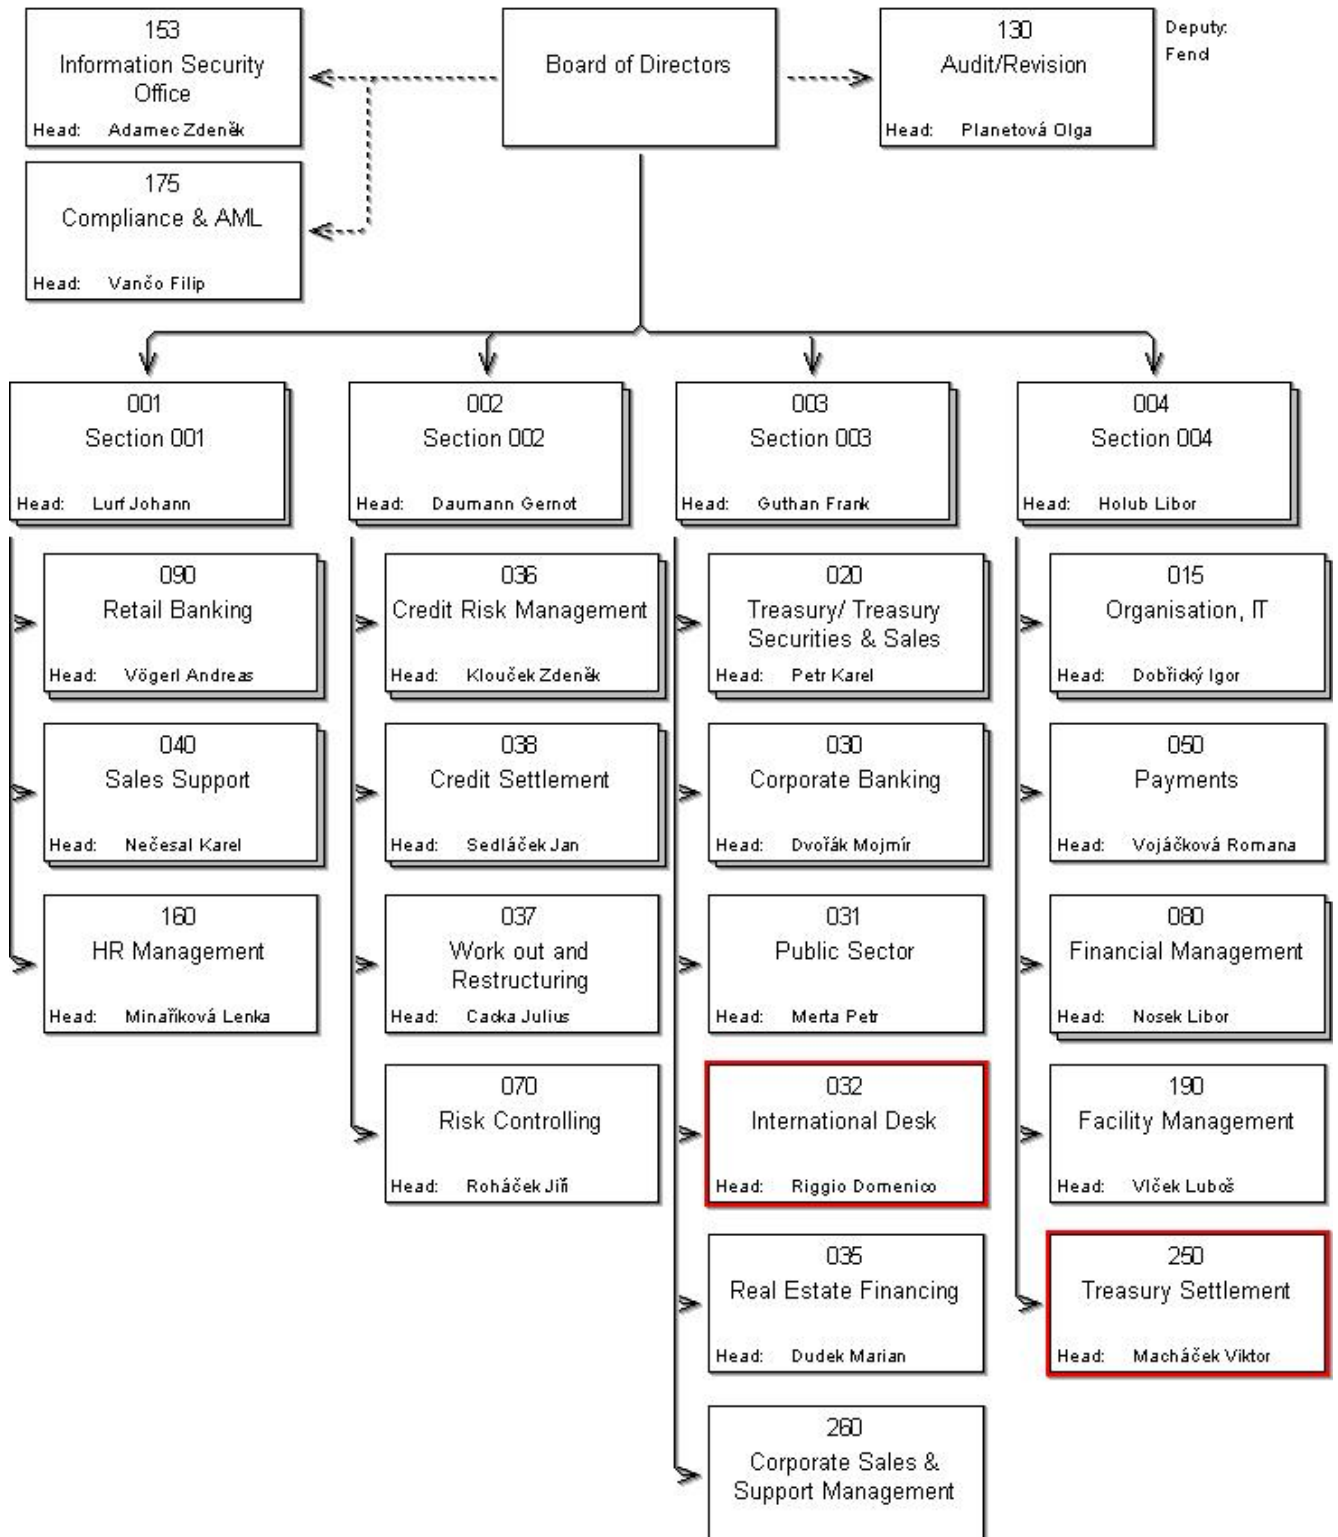 153
Information Security
Office
Head: Adamec Zdeněk
Board of Directors
130
Audit/Revision
Head: Planetová Olga
Deputy:
Fencl
175
Compliance & AML
Head: Vančo Filip
001
Section 001
Head: Lurf Johann
002
Section 002
Head: Daumann Gernot
003
Section 003
Head: Guthan Frank
004
Section 004
Head: Holub Libor
090
Retail Banking
Head: Vögerl Andreas
040
Sales Support
Head: Nečesal Karel
160
HR Management
Head: Minaříková Lenka
036
Credit Risk Management
Head: Klouček Zdeněk
038
Credit Settlement
Head: Sedláček Jan
037
Work out and
Restructuring
Head: Cacka Julius
070
Risk Controlling
Head: Roháček Jiří
020
Treasury/ Treasury
Securities & Sales
Head: Petr Karel
030
Corporate Banking
Head: Dvořák Mojmír
031
Public Sector
Head: Merta Petr
032
International Desk
Head: Riggio Domenico
035
Real Estate Financing
Head: Dudek Marian
260
Corporate Sales &
Support Management
015
Organisation, IT
Head: Dobřický Igor
050
Payments
Head: Vojáčková Romana
080
Financial Management
Head: Nosek Libor
190
Facility Management
Head: Vlček Luboš
250
Treasury Settlement
Head: Macháček Viktor